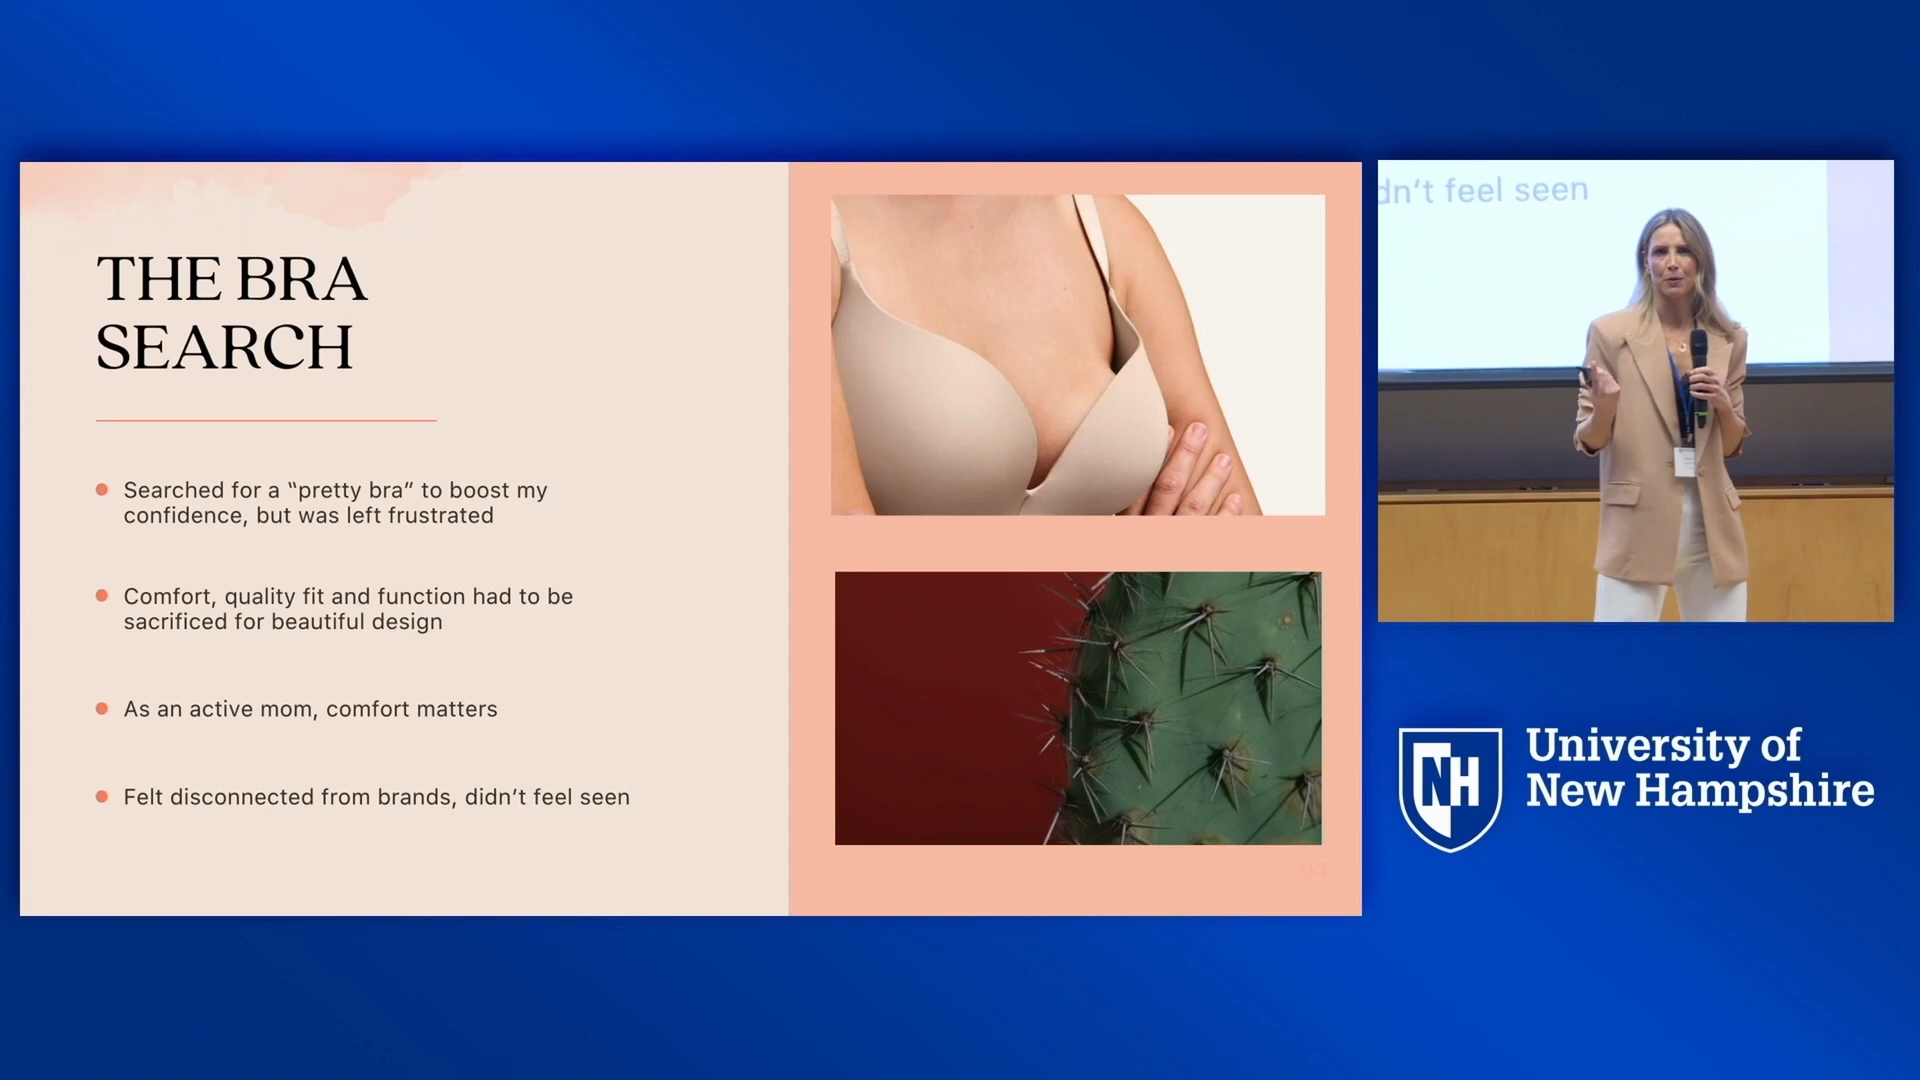 THE BRA
SEARCH
Searched for a “pretty bra” to boost my
confidence, but was left frustrated
Comfort, quality fit and function had to be
sacrificed for beautiful design
As an active mom, comfort matters
Felt disconnected from brands, didn’t feel seen
05
dn’t feel seen
NH
University of
New Hampshire